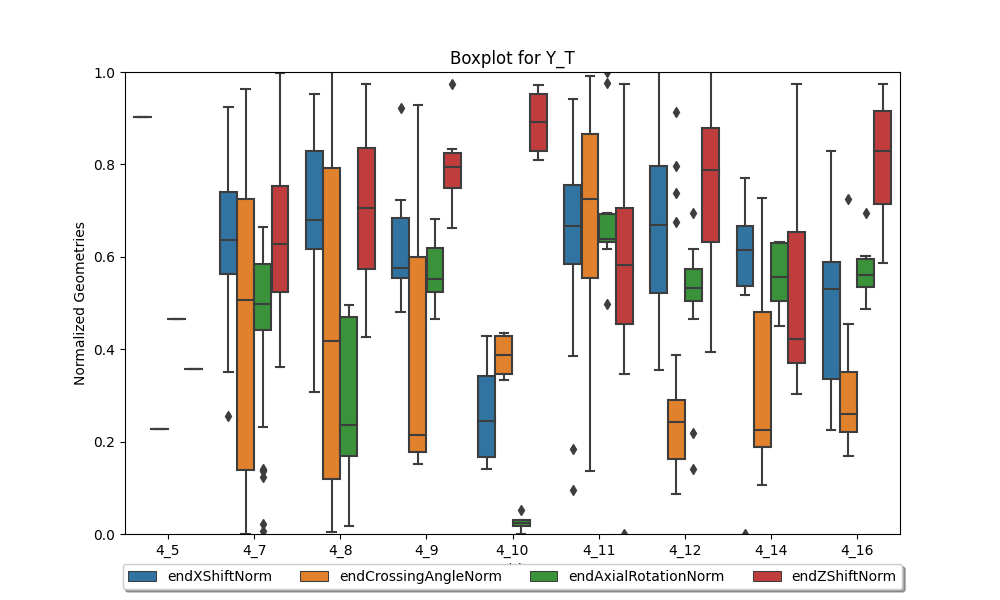 Boxplot for Y_T
Normalized Geometries
1.0
0.8
0.6
0.4
0.2
0.0
4_5 4_7 4_8 4_9 4_10 4_11 4_12 4_14 4_16
endXShiftNorm endCrossingAngleNorm endAxialRotationNorm endZShiftNorm